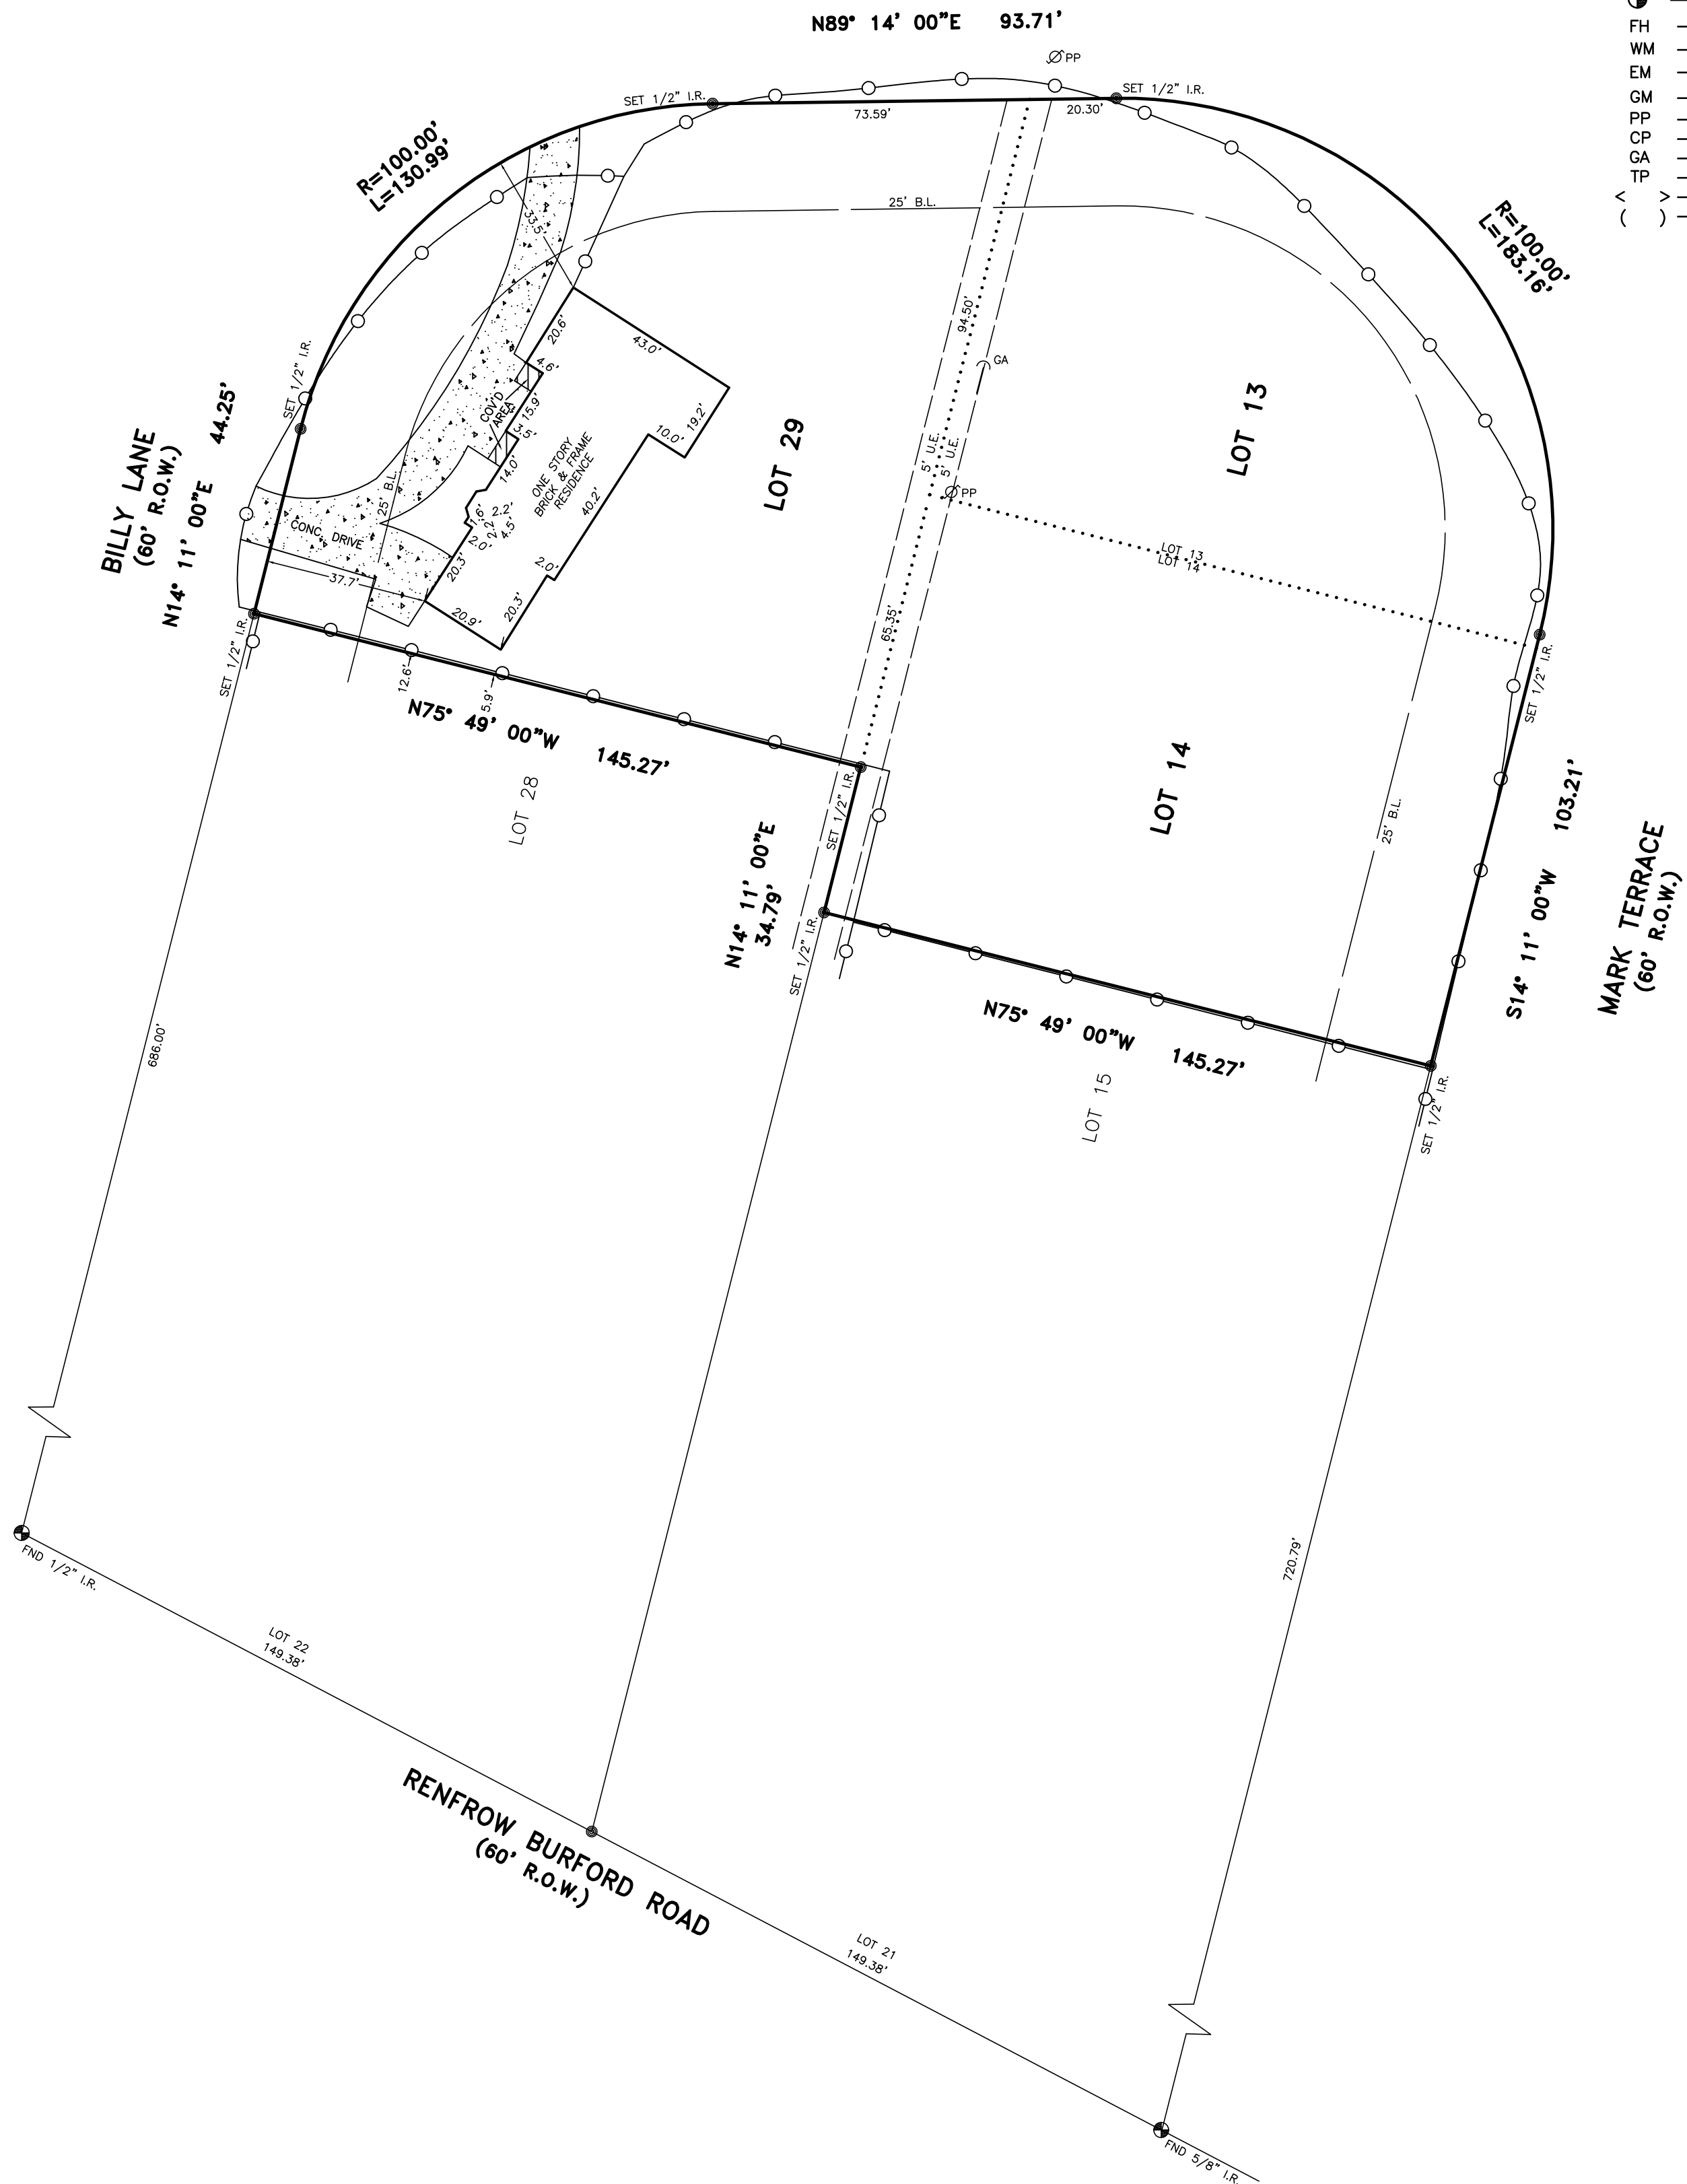 N89° 14' 00"E 93.71'
PP
FH
WM
EM
GM
PP
CP
GA
TP
< >
( )
SET 1/2" I.R.
SET 1/2" I.R.
73.59'
20.30'
R=100.00'
L=130.99'
R=100.00'
L=183.16'
25' B.L.
33.5'
SET 1/2" I.R.
BILLY LANE
(60' R.O.W.)
N14° 11' 00"E 44.25'
20.6'
43.0'
4.6'
COV'D
AREA
15.9'
3.5'
14.0'
10.0'
19.2'
ONE STORY
BRICK & FRAME
RESIDENCE
40.2'
1.6'
2.2'
2.2'
4.5'
2.0'
20.3'
2.0'
20.3'
20.9'
25' B.L.
CONC. DRIVE
37.7'
LOT 29
94.50'
GA
5' U.E.
5' U.E.
PP
65.35'
LOT 13
LOT 13
LOT 14
SET 1/2" I.R.
SET 1/2" I.R.
12.6'
5.9'
N75° 49' 00"W 145.27'
LOT 28
SET 1/2" I.R.
N14° 11' 00"E
34.79'
SET 1/2" I.R.
LOT 14
25' B.L.
S14° 11' 00"W 103.21'
MARK TERRACE
(60' R.O.W.)
N75° 49' 00"W 145.27'
LOT 15
SET 1/2" I.R.
686.00'
720.79'
FND 1/2" I.R.
LOT 22
149.38'
RENFROW BURFORD ROAD
(60' R.O.W.)
LOT 21
149.38'
FND 5/8" I.R.